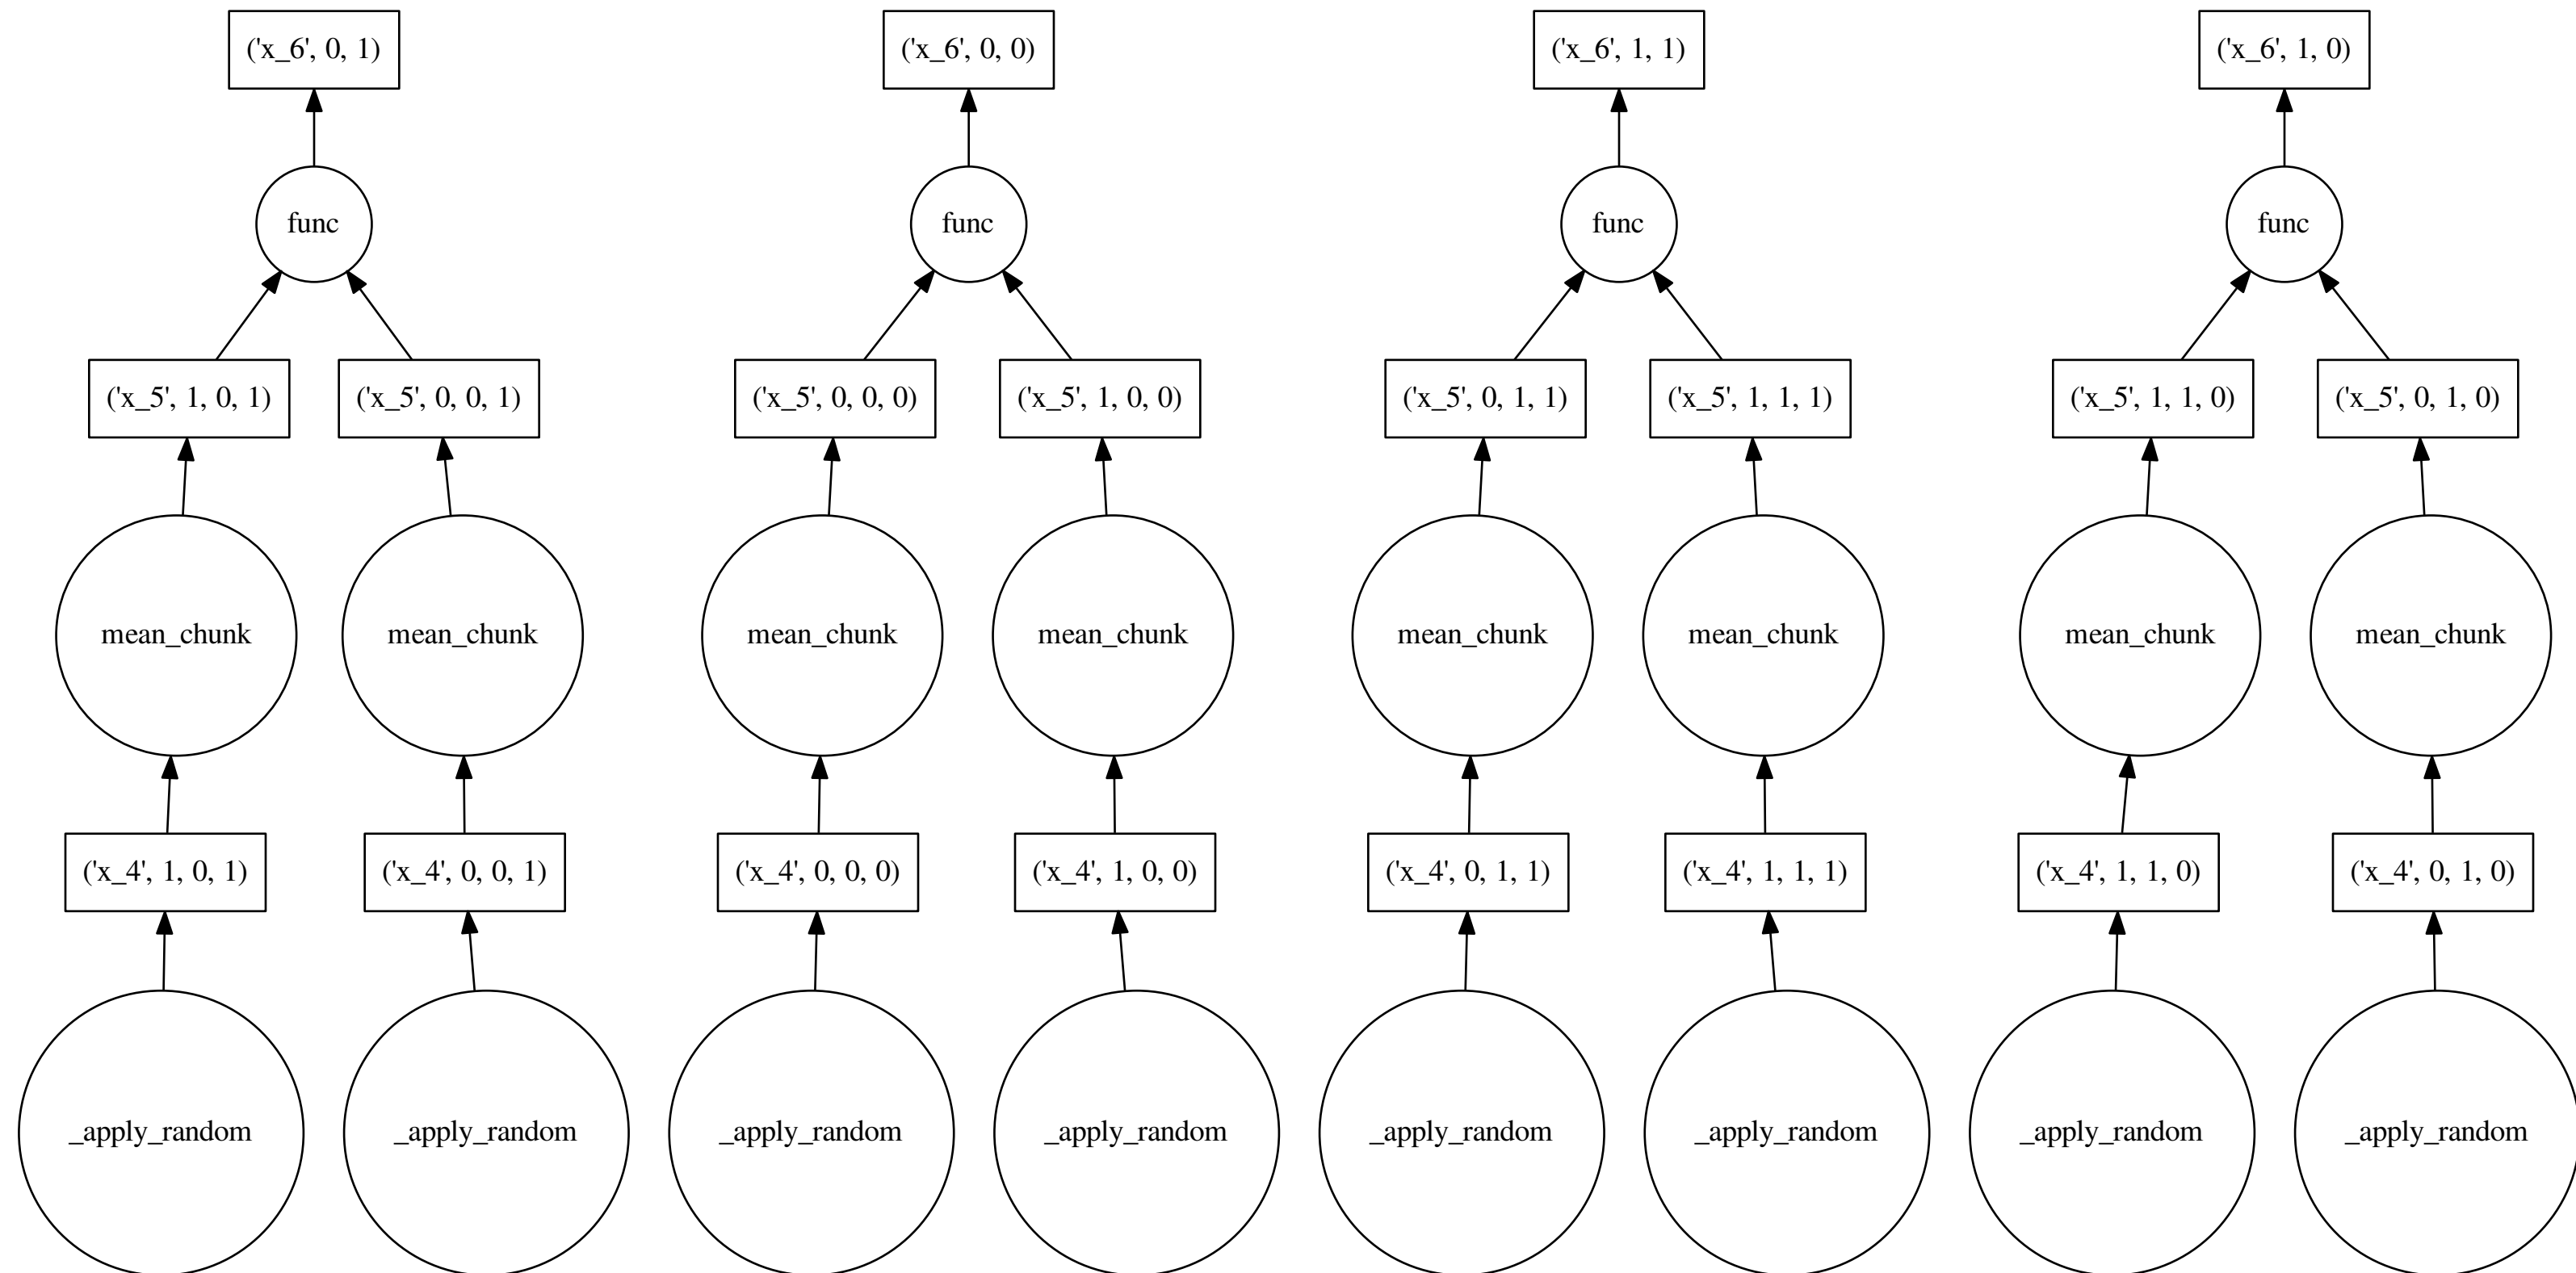 ('x_6', 0, 1)
('x_6', 0, 0)
('x_6', 1, 1)
('x_6', 1, 0)
func
func
func
func
('x_5', 1, 0, 1)
('x_5', 0, 0, 1)
('x_5', 0, 0, 0)
('x_5', 1, 0, 0)
('x_5', 0, 1, 1)
('x_5', 1, 1, 1)
('x_5', 1, 1, 0)
('x_5', 0, 1, 0)
mean_chunk
mean_chunk
mean_chunk
mean_chunk
mean_chunk
mean_chunk
mean_chunk
mean_chunk
('x_4', 1, 0, 1)
('x_4', 0, 0, 1)
('x_4', 0, 0, 0)
('x_4', 1, 0, 0)
('x_4', 0, 1, 1)
('x_4', 1, 1, 1)
('x_4', 1, 1, 0)
('x_4', 0, 1, 0)
_apply_random
_apply_random
_apply_random
_apply_random
_apply_random
_apply_random
_apply_random
_apply_random